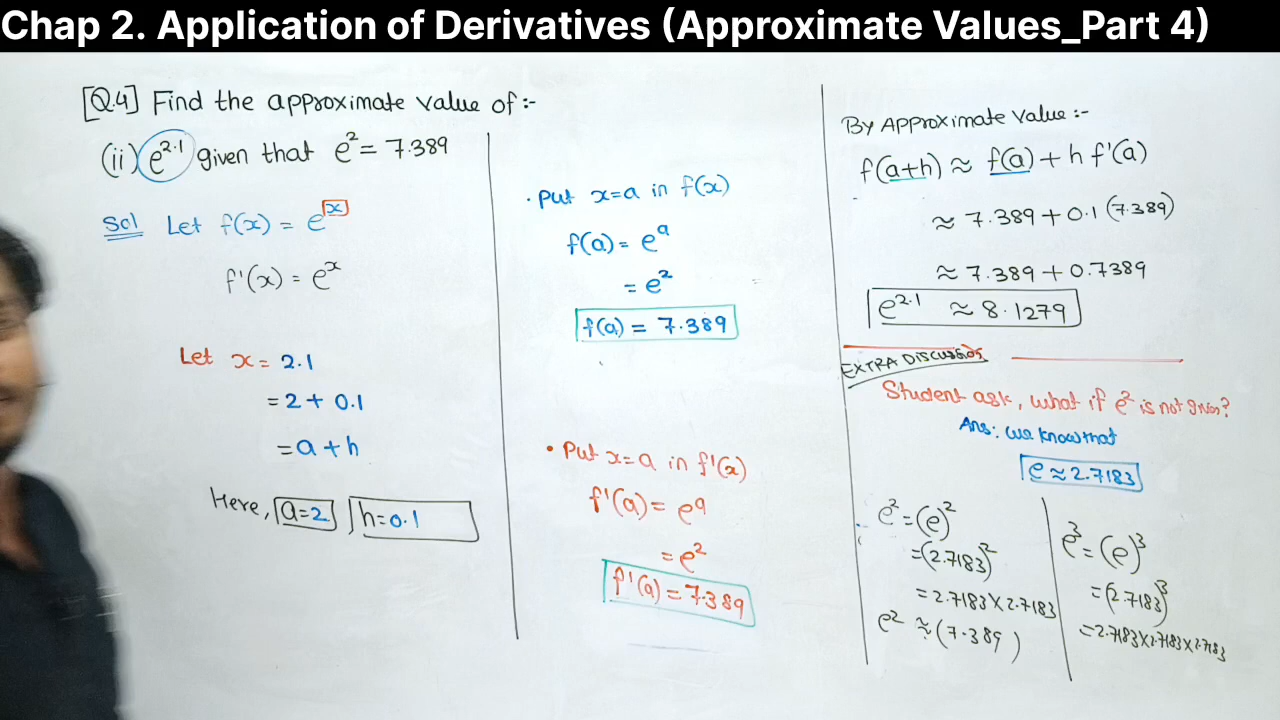 Chap 2. Application of Derivatives (Approximate Values_Part 4)
[Q.4] Find the approximate value of :-
(ii) e^2.1 given that e^2 = 7.389
Sol Let f(x) = e^x
f'(x) = e^x
Let x = 2.1
= 2 + 0.1
= a + h
Here, a=2 h=0.1
• Put x=a in f(x)
f(a) = e^a
= e^2
f(a) = 7.389
• Put x=a in f'(x)
f'(a) = e^a
= e^2
f'(a) = 7.389
By Approximate Value :-
f(a+h) ≈ f(a) + h f'(a)
≈ 7.389 + 0.1 (7.389)
≈ 7.389 + 0.7389
e^2.1 ≈ 8.1279
EXTRA DISCUSSION
Student ask, what if e^2 is not given?
Ans: we know that
e ≈ 2.7183
e^2 = (e)^2
= (2.7183)^2
= 2.7183 × 2.7183
e^2 ≈ (7.389)
e^3 = (e)^3
= (2.7183)^3
= 2.7183×2.7183×2.7183